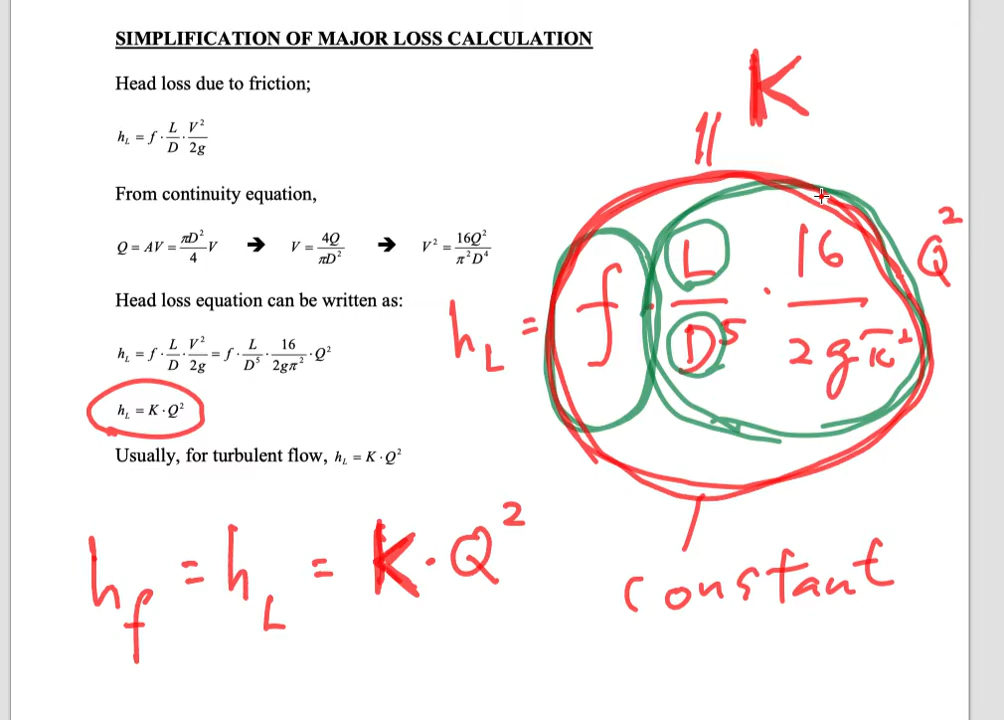 SIMPLIFICATION OF MAJOR LOSS CALCULATION
Head loss due to friction;
h_L = f · L/D · V²/2g
From continuity equation,
Q = AV = πD²/4 V ➔ V = 4Q/πD² ➔ V² = 16Q²/π²D⁴
Head loss equation can be written as:
h_L = f · L/D · V²/2g = f · L/D⁵ · 16/2gπ² · Q²
h_L = K · Q²
Usually, for turbulent flow, h_L = K · Q²
K
||
h_L = f · L/D⁵ · 16/2gπ² Q²
constant
h_f = h_L = K · Q²